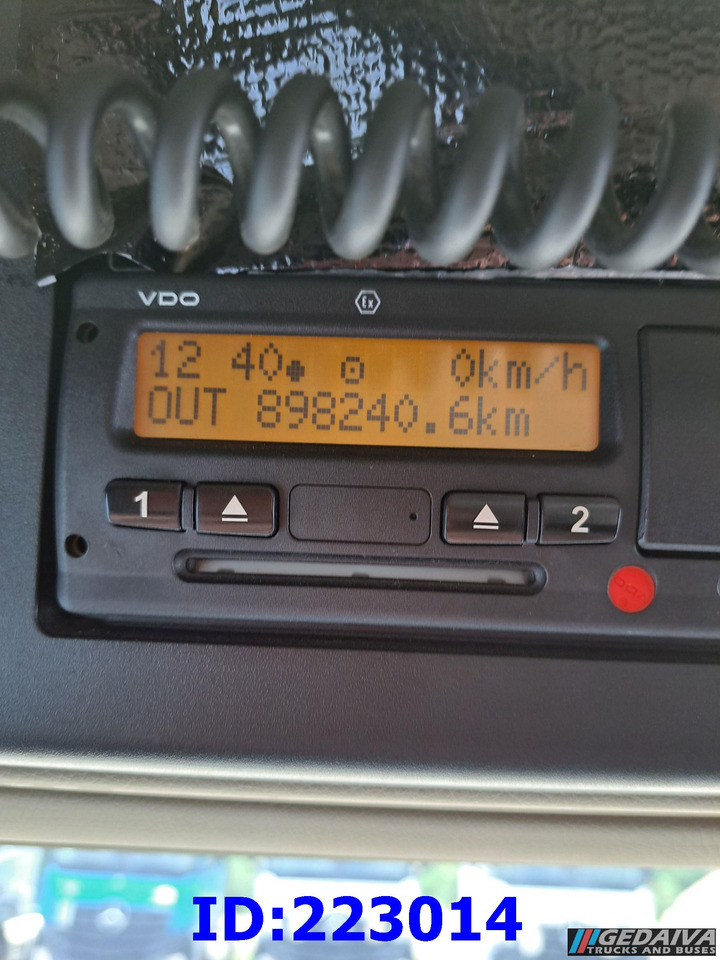 VDO
Ex
12 40 0km/h
OUT 898240.6km
1
2
ID:223014
GEDAIVA
TRUCKS AND BUSES